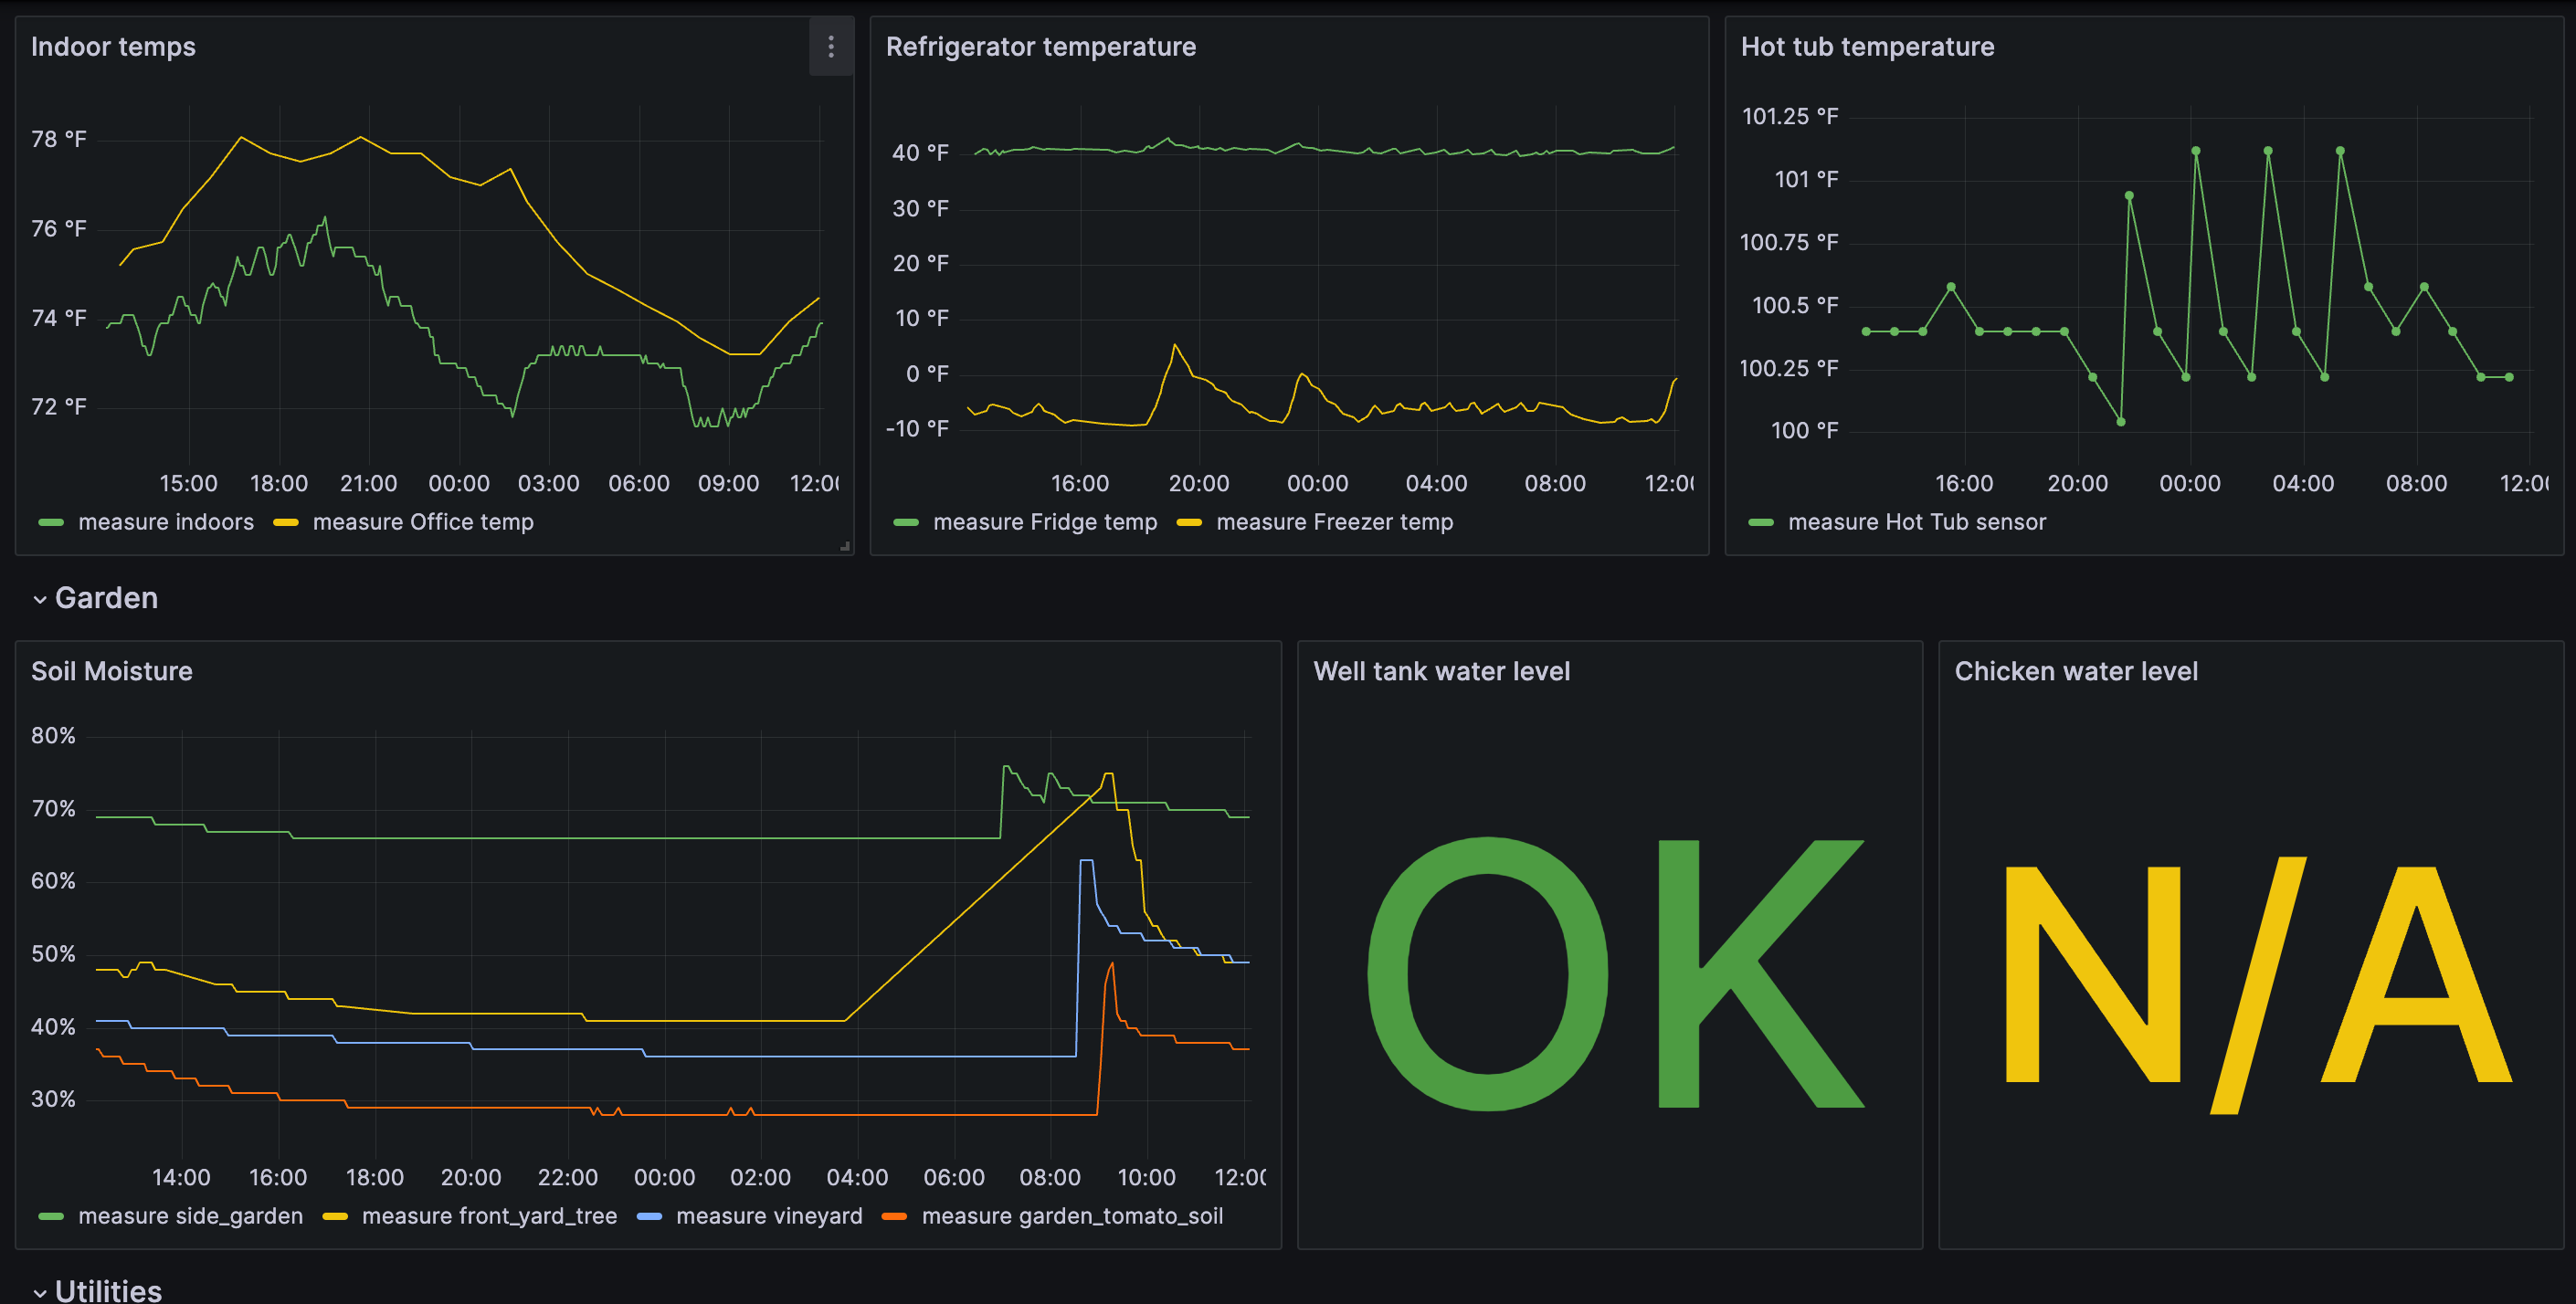 Indoor temps
78 °F
76 °F
74 °F
72 °F
15:00 18:00 21:00 00:00 03:00 06:00 09:00 12:0
measure indoors measure Office temp
Refrigerator temperature
40 °F
30 °F
20 °F
10 °F
0 °F
-10 °F
16:00 20:00 00:00 04:00 08:00 12:0
measure Fridge temp measure Freezer temp
Hot tub temperature
101.25 °F
101 °F
100.75 °F
100.5 °F
100.25 °F
100 °F
16:00 20:00 00:00 04:00 08:00 12:0
measure Hot Tub sensor
Garden
Soil Moisture
80%
70%
60%
50%
40%
30%
14:00 16:00 18:00 20:00 22:00 00:00 02:00 04:00 06:00 08:00 10:00 12:0
measure side_garden measure front_yard_tree measure vineyard measure garden_tomato_soil
Well tank water level
OK
Chicken water level
N/A
Utilities